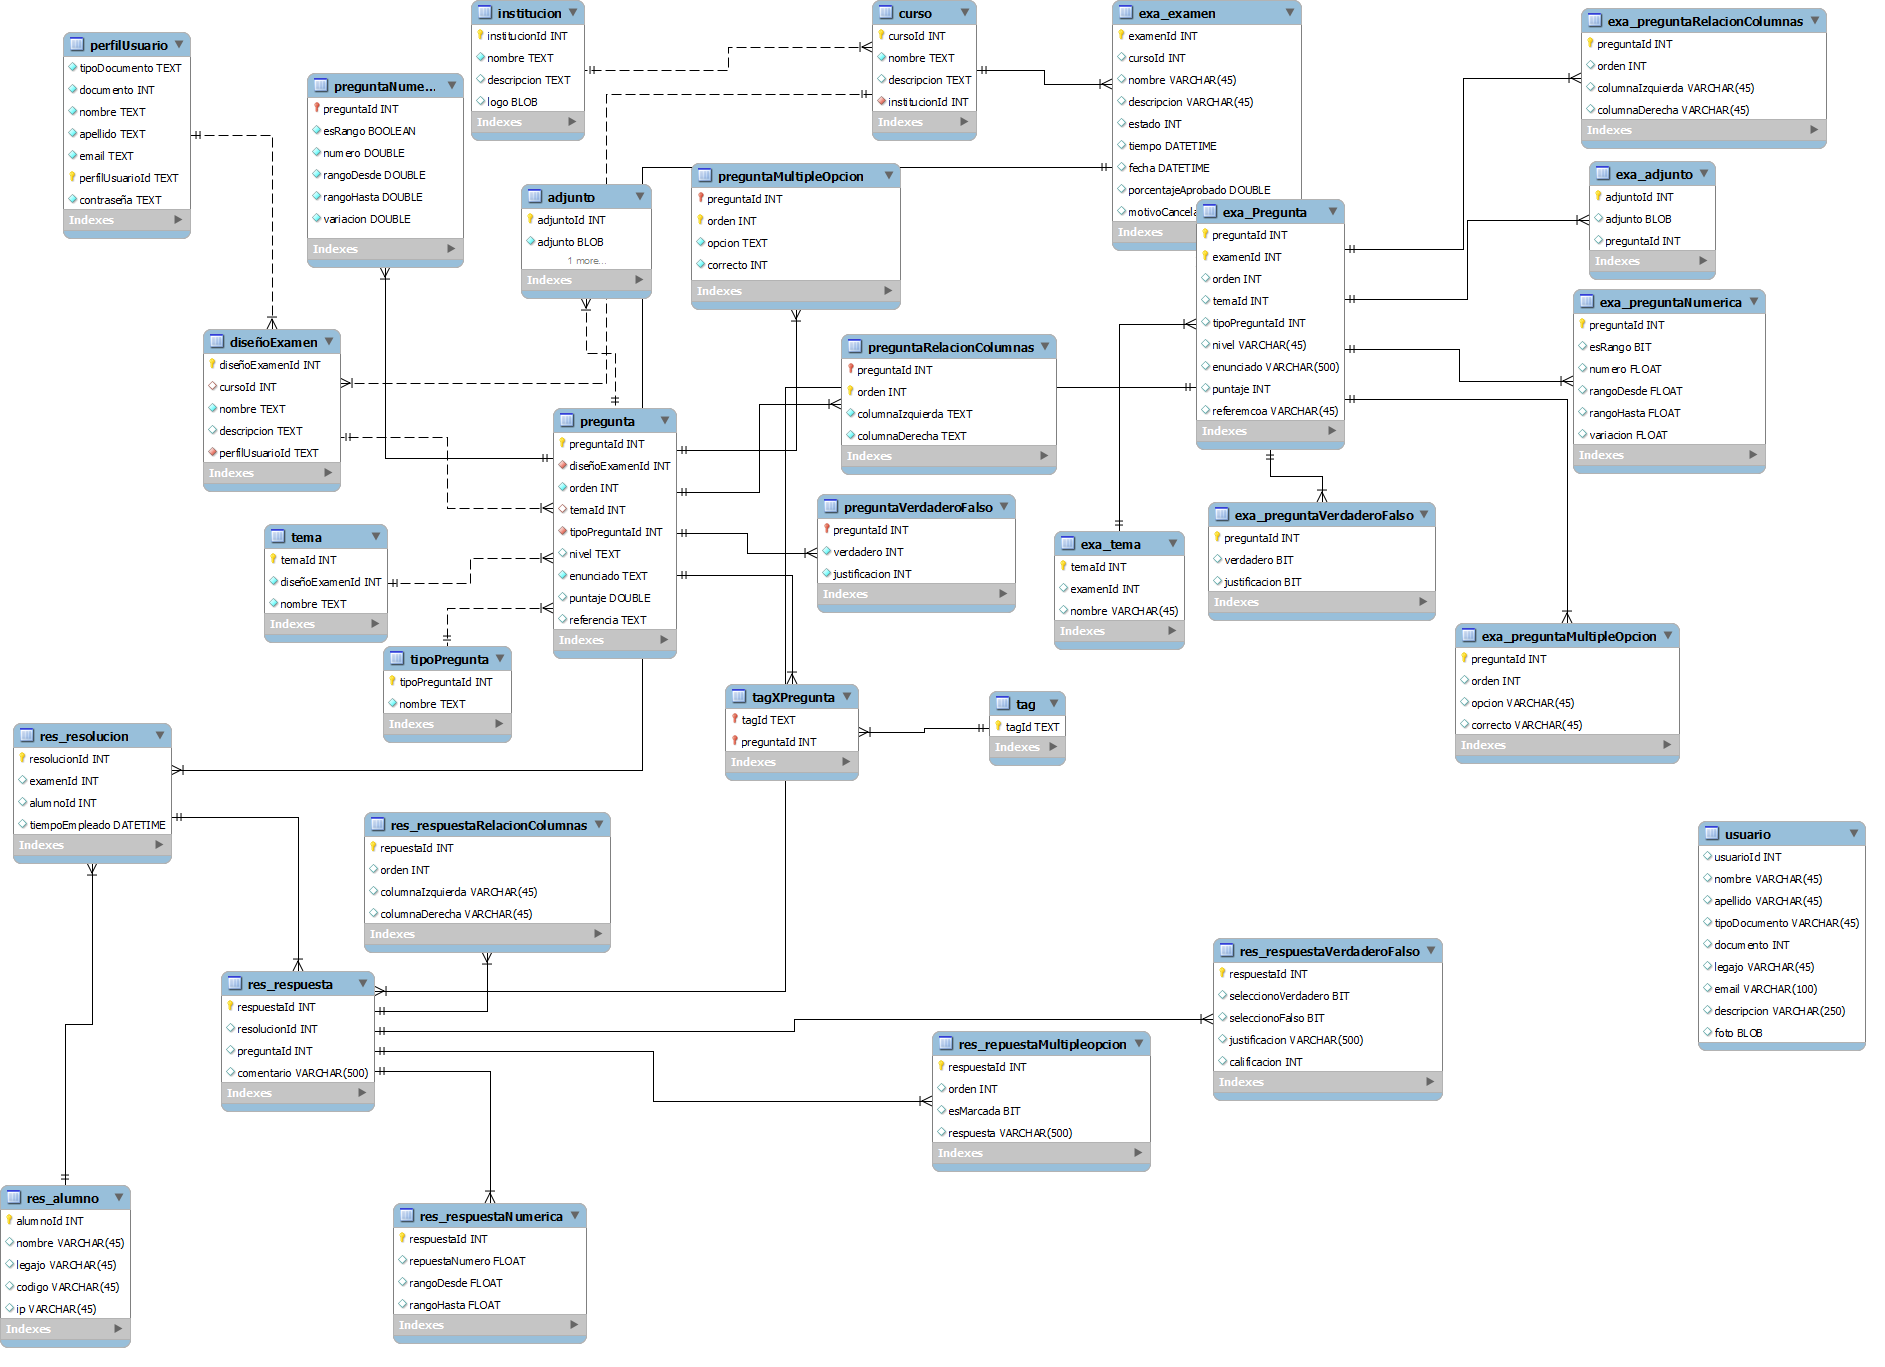 perfilUsuario
tipoDocumento TEXT
documento INT
nombre TEXT
apellido TEXT
email TEXT
perfilUsuarioId TEXT
contraseña TEXT
Indexes
preguntaNume...
preguntaId INT
esRango BOOLEAN
numero DOUBLE
rangoDesde DOUBLE
rangoHasta DOUBLE
variacion DOUBLE
Indexes
institucion
institucionId INT
nombre TEXT
descripcion TEXT
logo BLOB
Indexes
curso
cursoId INT
nombre TEXT
descripcion TEXT
institucionId INT
Indexes
exa_examen
examenId INT
cursoId INT
nombre VARCHAR(45)
descripcion VARCHAR(45)
estado INT
tiempo DATETIME
fecha DATETIME
porcentajeAprobado DOUBLE
motivoCancela
Indexes
exa_preguntaRelacionColumnas
preguntaId INT
orden INT
columnaIzquierda VARCHAR(45)
columnaDerecha VARCHAR(45)
Indexes
adjunto
adjuntoId INT
adjunto BLOB
1 more...
Indexes
preguntaMultipleOpcion
preguntaId INT
orden INT
opcion TEXT
correcto INT
Indexes
exa_Pregunta
preguntaId INT
examenId INT
orden INT
temaId INT
tipoPreguntaId INT
nivel VARCHAR(45)
enunciado VARCHAR(500)
puntaje INT
referemcoa VARCHAR(45)
Indexes
exa_adjunto
adjuntoId INT
adjunto BLOB
preguntaId INT
Indexes
exa_preguntaNumerica
preguntaId INT
esRango BIT
numero FLOAT
rangoDesde FLOAT
rangoHasta FLOAT
variacion FLOAT
Indexes
diseñoExamen
diseñoExamenId INT
cursoId INT
nombre TEXT
descripcion TEXT
perfilUsuarioId TEXT
Indexes
preguntaRelacionColumnas
preguntaId INT
orden INT
columnaIzquierda TEXT
columnaDerecha TEXT
Indexes
pregunta
preguntaId INT
diseñoExamenId INT
orden INT
temaId INT
tipoPreguntaId INT
nivel TEXT
enunciado TEXT
puntaje DOUBLE
referencia TEXT
Indexes
preguntaVerdaderoFalso
preguntaId INT
verdadero INT
justificacion INT
Indexes
exa_preguntaVerdaderoFalso
preguntaId INT
verdadero BIT
justificacion BIT
Indexes
tema
temaId INT
diseñoExamenId INT
nombre TEXT
Indexes
exa_tema
temaId INT
examenId INT
nombre VARCHAR(45)
Indexes
exa_preguntaMultipleOpcion
preguntaId INT
orden INT
opcion VARCHAR(45)
correcto VARCHAR(45)
Indexes
tipoPregunta
tipoPreguntaId INT
nombre TEXT
Indexes
tagXPregunta
tagId TEXT
preguntaId INT
Indexes
tag
tagId TEXT
Indexes
res_resolucion
resolucionId INT
examenId INT
alumnoId INT
tiempoEmpleado DATETIME
Indexes
res_respuestaRelacionColumnas
repuestaId INT
orden INT
columnaIzquierda VARCHAR(45)
columnaDerecha VARCHAR(45)
Indexes
usuario
usuarioId INT
nombre VARCHAR(45)
apellido VARCHAR(45)
tipoDocumento VARCHAR(45)
documento INT
legajo VARCHAR(45)
email VARCHAR(100)
descripcion VARCHAR(250)
foto BLOB
res_respuesta
respuestaId INT
resolucionId INT
preguntaId INT
comentario VARCHAR(500)
Indexes
res_respuestaVerdaderoFalso
respuestaId INT
seleccionoVerdadero BIT
seleccionoFalso BIT
justificacion VARCHAR(500)
calificacion INT
Indexes
res_repuestaMultipleopcion
respuestaId INT
orden INT
esMarcada BIT
respuesta VARCHAR(500)
Indexes
res_alumno
alumnoId INT
nombre VARCHAR(45)
legajo VARCHAR(45)
codigo VARCHAR(45)
ip VARCHAR(45)
Indexes
res_respuestaNumerica
respuestaId INT
repuestaNumero FLOAT
rangoDesde FLOAT
rangoHasta FLOAT
Indexes